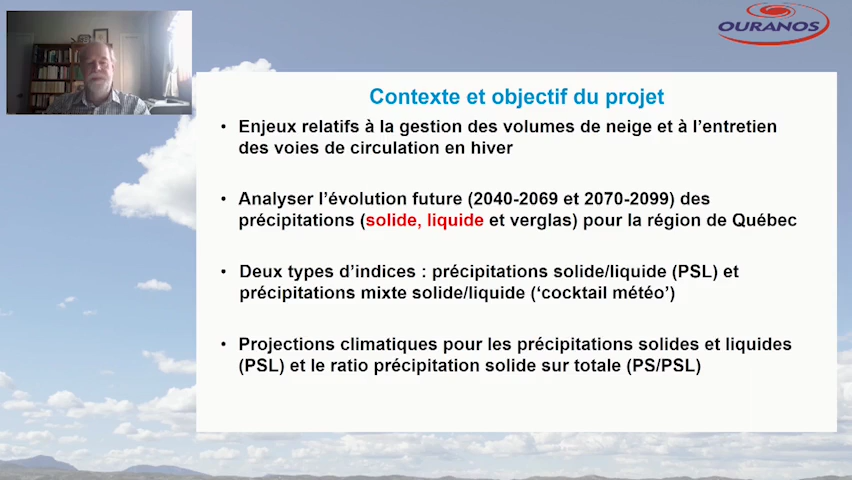 OURANOS
Contexte et objectif du projet
• Enjeux relatifs à la gestion des volumes de neige et à l'entretien
des voies de circulation en hiver
• Analyser l'évolution future (2040-2069 et 2070-2099) des
précipitations (solide, liquide et verglas) pour la région de Québec
• Deux types d'indices : précipitations solide/liquide (PSL) et
précipitations mixte solide/liquide ('cocktail météo')
• Projections climatiques pour les précipitations solides et liquides
(PSL) et le ratio précipitation solide sur totale (PS/PSL)